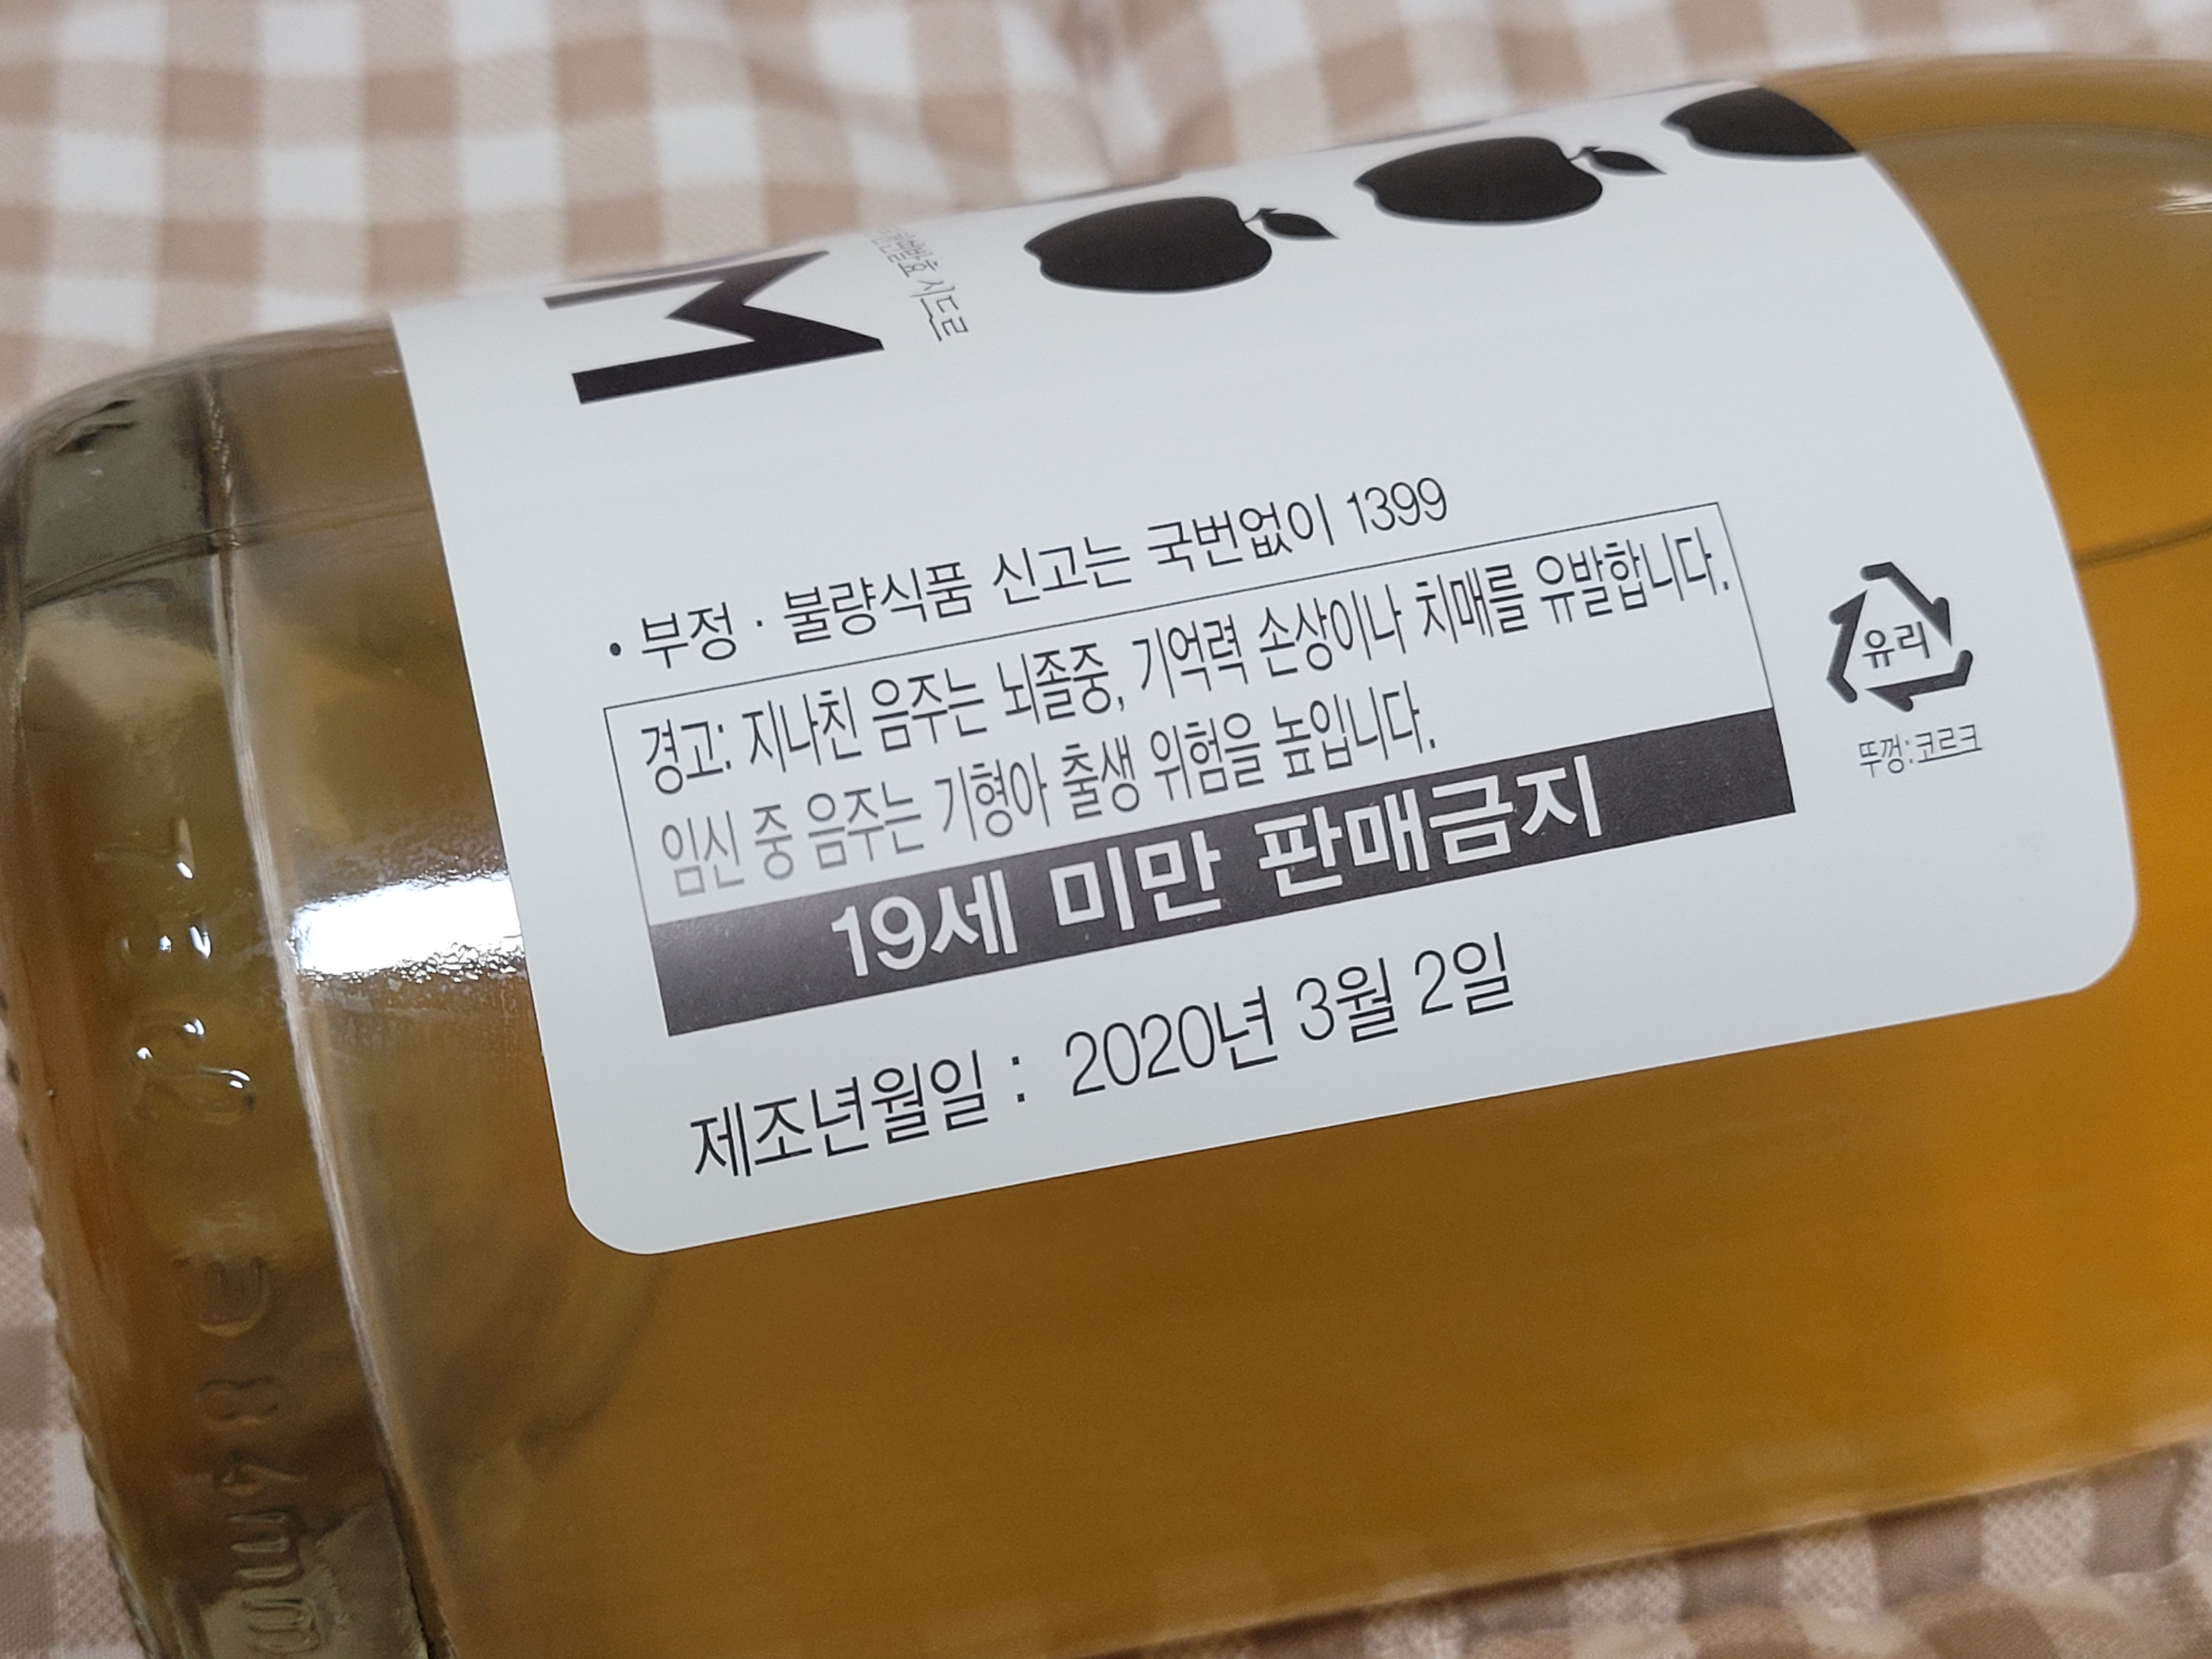 M
시드르
• 부정 · 불량식품 신고는 국번없이 1399
경고: 지나친 음주는 뇌졸중, 기억력 손상이나 치매를 유발합니다.
임신 중 음주는 기형아 출생 위험을 높입니다.
19세 미만 판매금지
제조년월일 : 2020년 3월 2일
유리
뚜껑:코르크